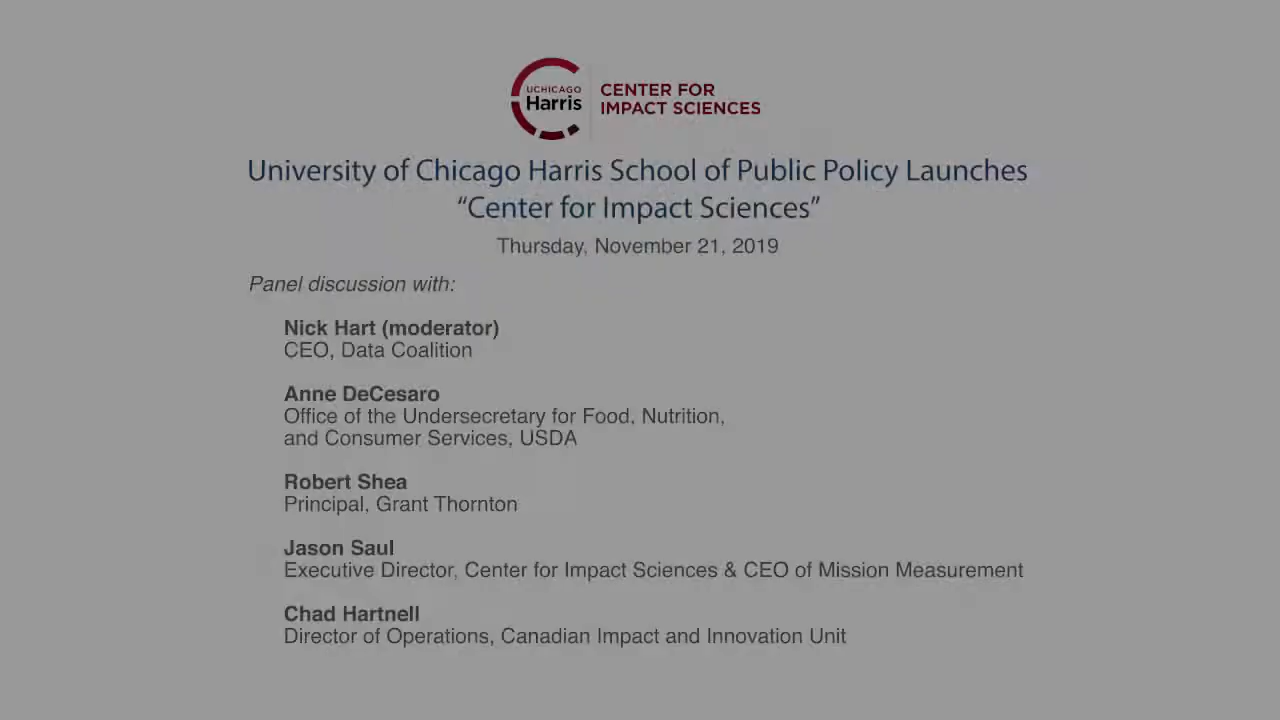 UCHICAGO
Harris
CENTER FOR
IMPACT SCIENCES
University of Chicago Harris School of Public Policy Launches
“Center for Impact Sciences”
Thursday, November 21, 2019
Panel discussion with:
Nick Hart (moderator)
CEO, Data Coalition
Anne DeCesaro
Office of the Undersecretary for Food, Nutrition,
and Consumer Services, USDA
Robert Shea
Principal, Grant Thornton
Jason Saul
Executive Director, Center for Impact Sciences & CEO of Mission Measurement
Chad Hartnell
Director of Operations, Canadian Impact and Innovation Unit